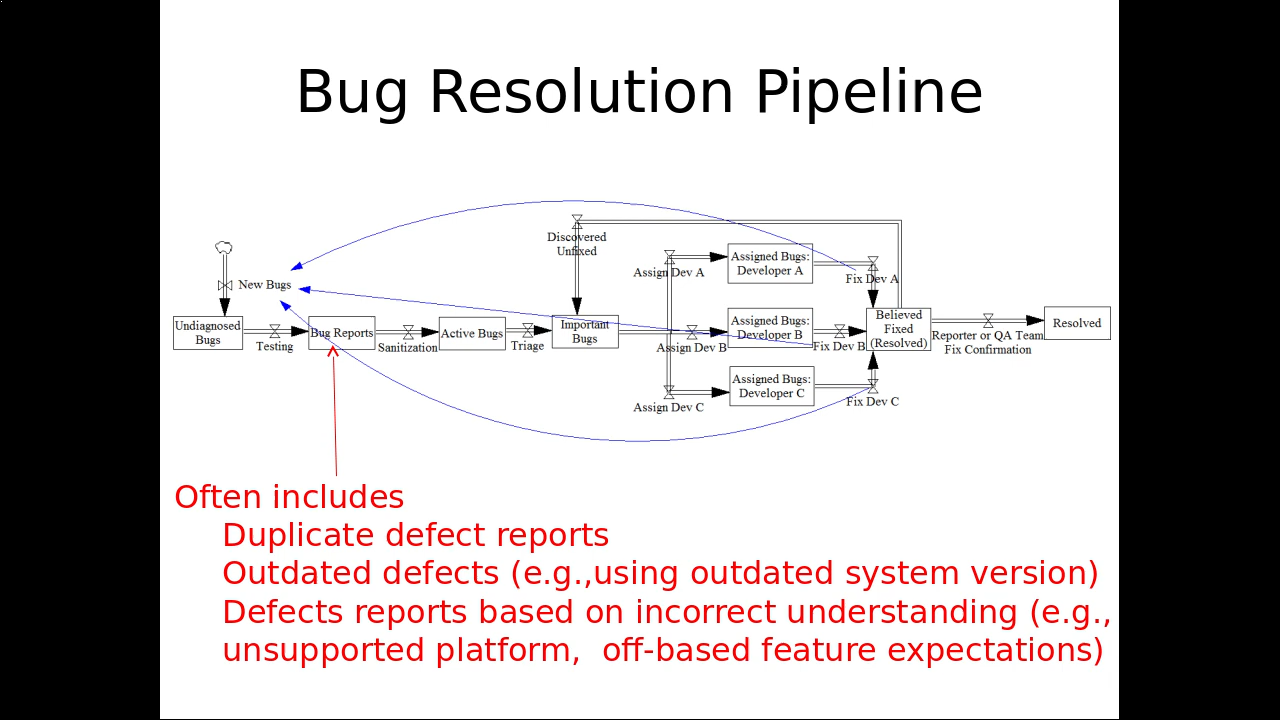 Bug Resolution Pipeline
Discovered
Unfixed
Assign Dev A
Assigned Bugs:
Developer A
Fix Dev A
New Bugs
Undiagnosed
Bugs
Testing
Bug Reports
Sanitization
Active Bugs
Triage
Important
Bugs
Assign Dev B
Assigned Bugs:
Developer B
Fix Dev B
Believed
Fixed
(Resolved)
Reporter or QA Team
Fix Confirmation
Resolved
Assign Dev C
Assigned Bugs:
Developer C
Fix Dev C
Often includes
Duplicate defect reports
Outdated defects (e.g.,using outdated system version)
Defects reports based on incorrect understanding (e.g.,
unsupported platform,  off-based feature expectations)